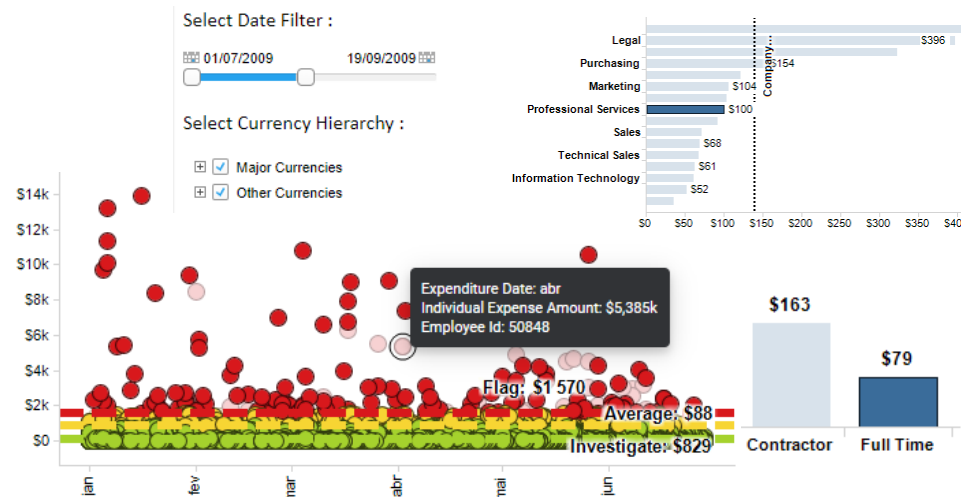 Select Date Filter :
01/07/2009
19/09/2009
Select Currency Hierarchy :
Major Currencies
Other Currencies
Legal
$396
Purchasing
$154
Marketing
$104
Professional Services
$100
Sales
$68
Technical Sales
$61
Information Technology
$52
Company...
$0
$50
$100
$150
$200
$250
$300
$350
$14k
$12k
$10k
$8k
$6k
$4k
$2k
$0
Expenditure Date: abr
Individual Expense Amount: $5,385k
Employee Id: 50848
Flag: $1 570
Average: $88
Investigate: $829
jan
fev
mar
abr
mai
jun
$163
$79
Contractor
Full Time